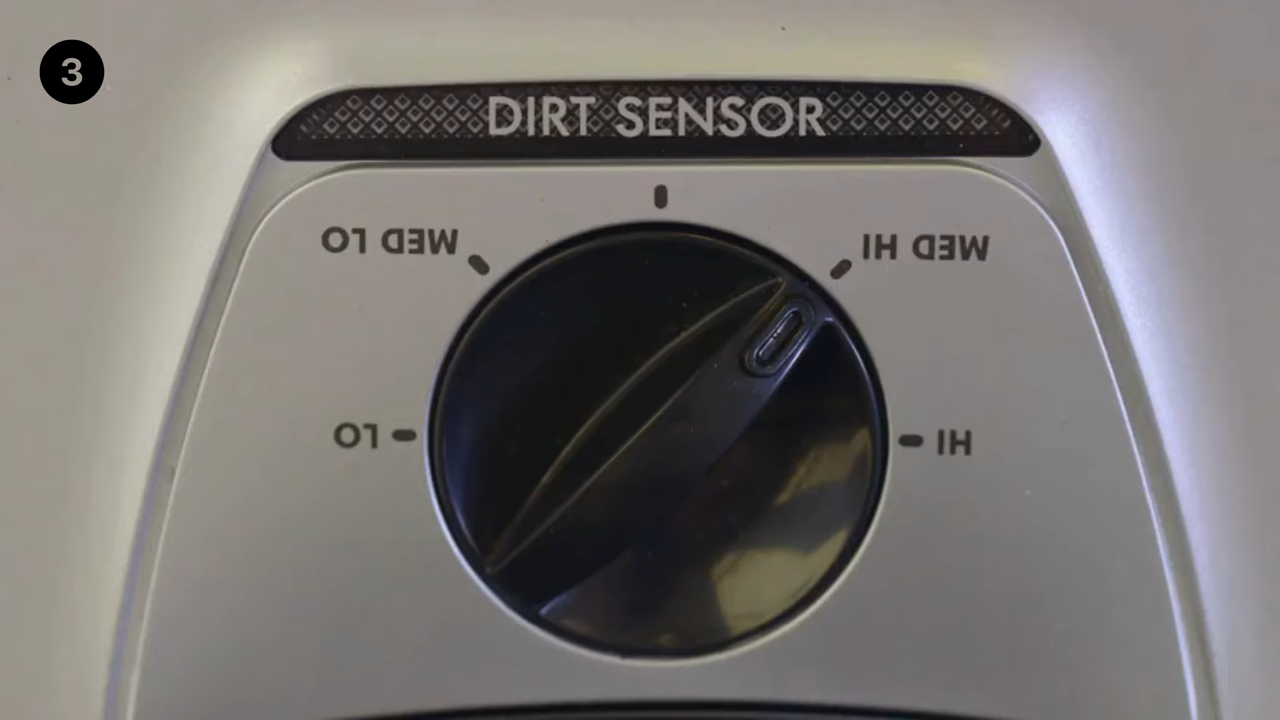 3
DIRT SENSOR
MED LO
MED HI
LO
HI